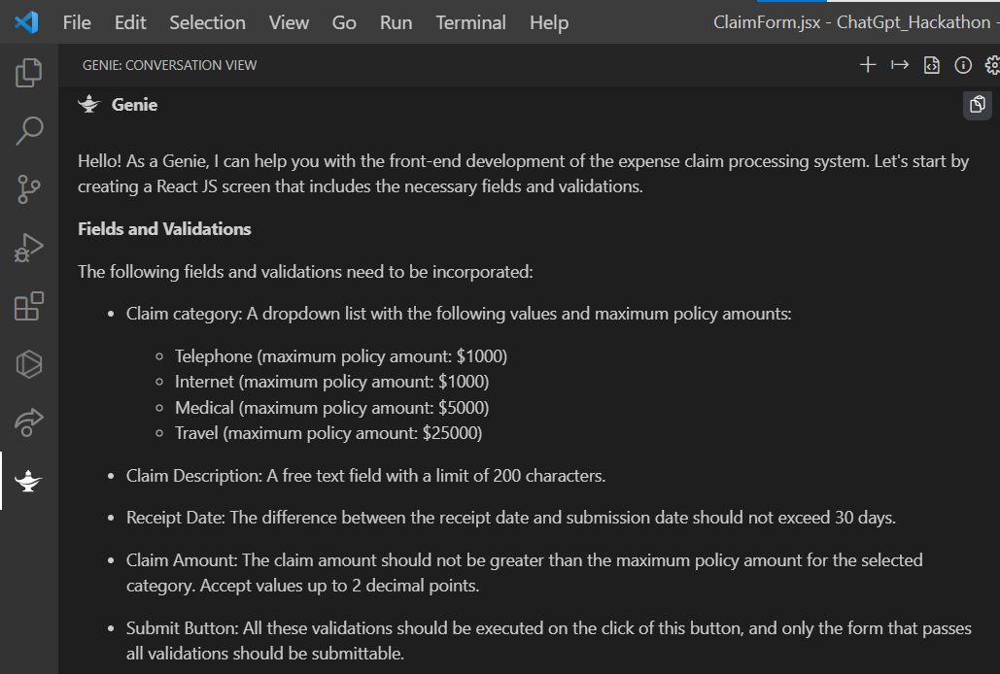 File Edit Selection View Go Run Terminal Help ClaimForm.jsx - ChatGpt_Hackathon -
GENIE: CONVERSATION VIEW
Genie
Hello! As a Genie, I can help you with the front-end development of the expense claim processing system. Let's start by
creating a React JS screen that includes the necessary fields and validations.
Fields and Validations
The following fields and validations need to be incorporated:
• Claim category: A dropdown list with the following values and maximum policy amounts:
◦ Telephone (maximum policy amount: $1000)
◦ Internet (maximum policy amount: $1000)
◦ Medical (maximum policy amount: $5000)
◦ Travel (maximum policy amount: $25000)
• Claim Description: A free text field with a limit of 200 characters.
• Receipt Date: The difference between the receipt date and submission date should not exceed 30 days.
• Claim Amount: The claim amount should not be greater than the maximum policy amount for the selected
category. Accept values up to 2 decimal points.
• Submit Button: All these validations should be executed on the click of this button, and only the form that passes
all validations should be submittable.